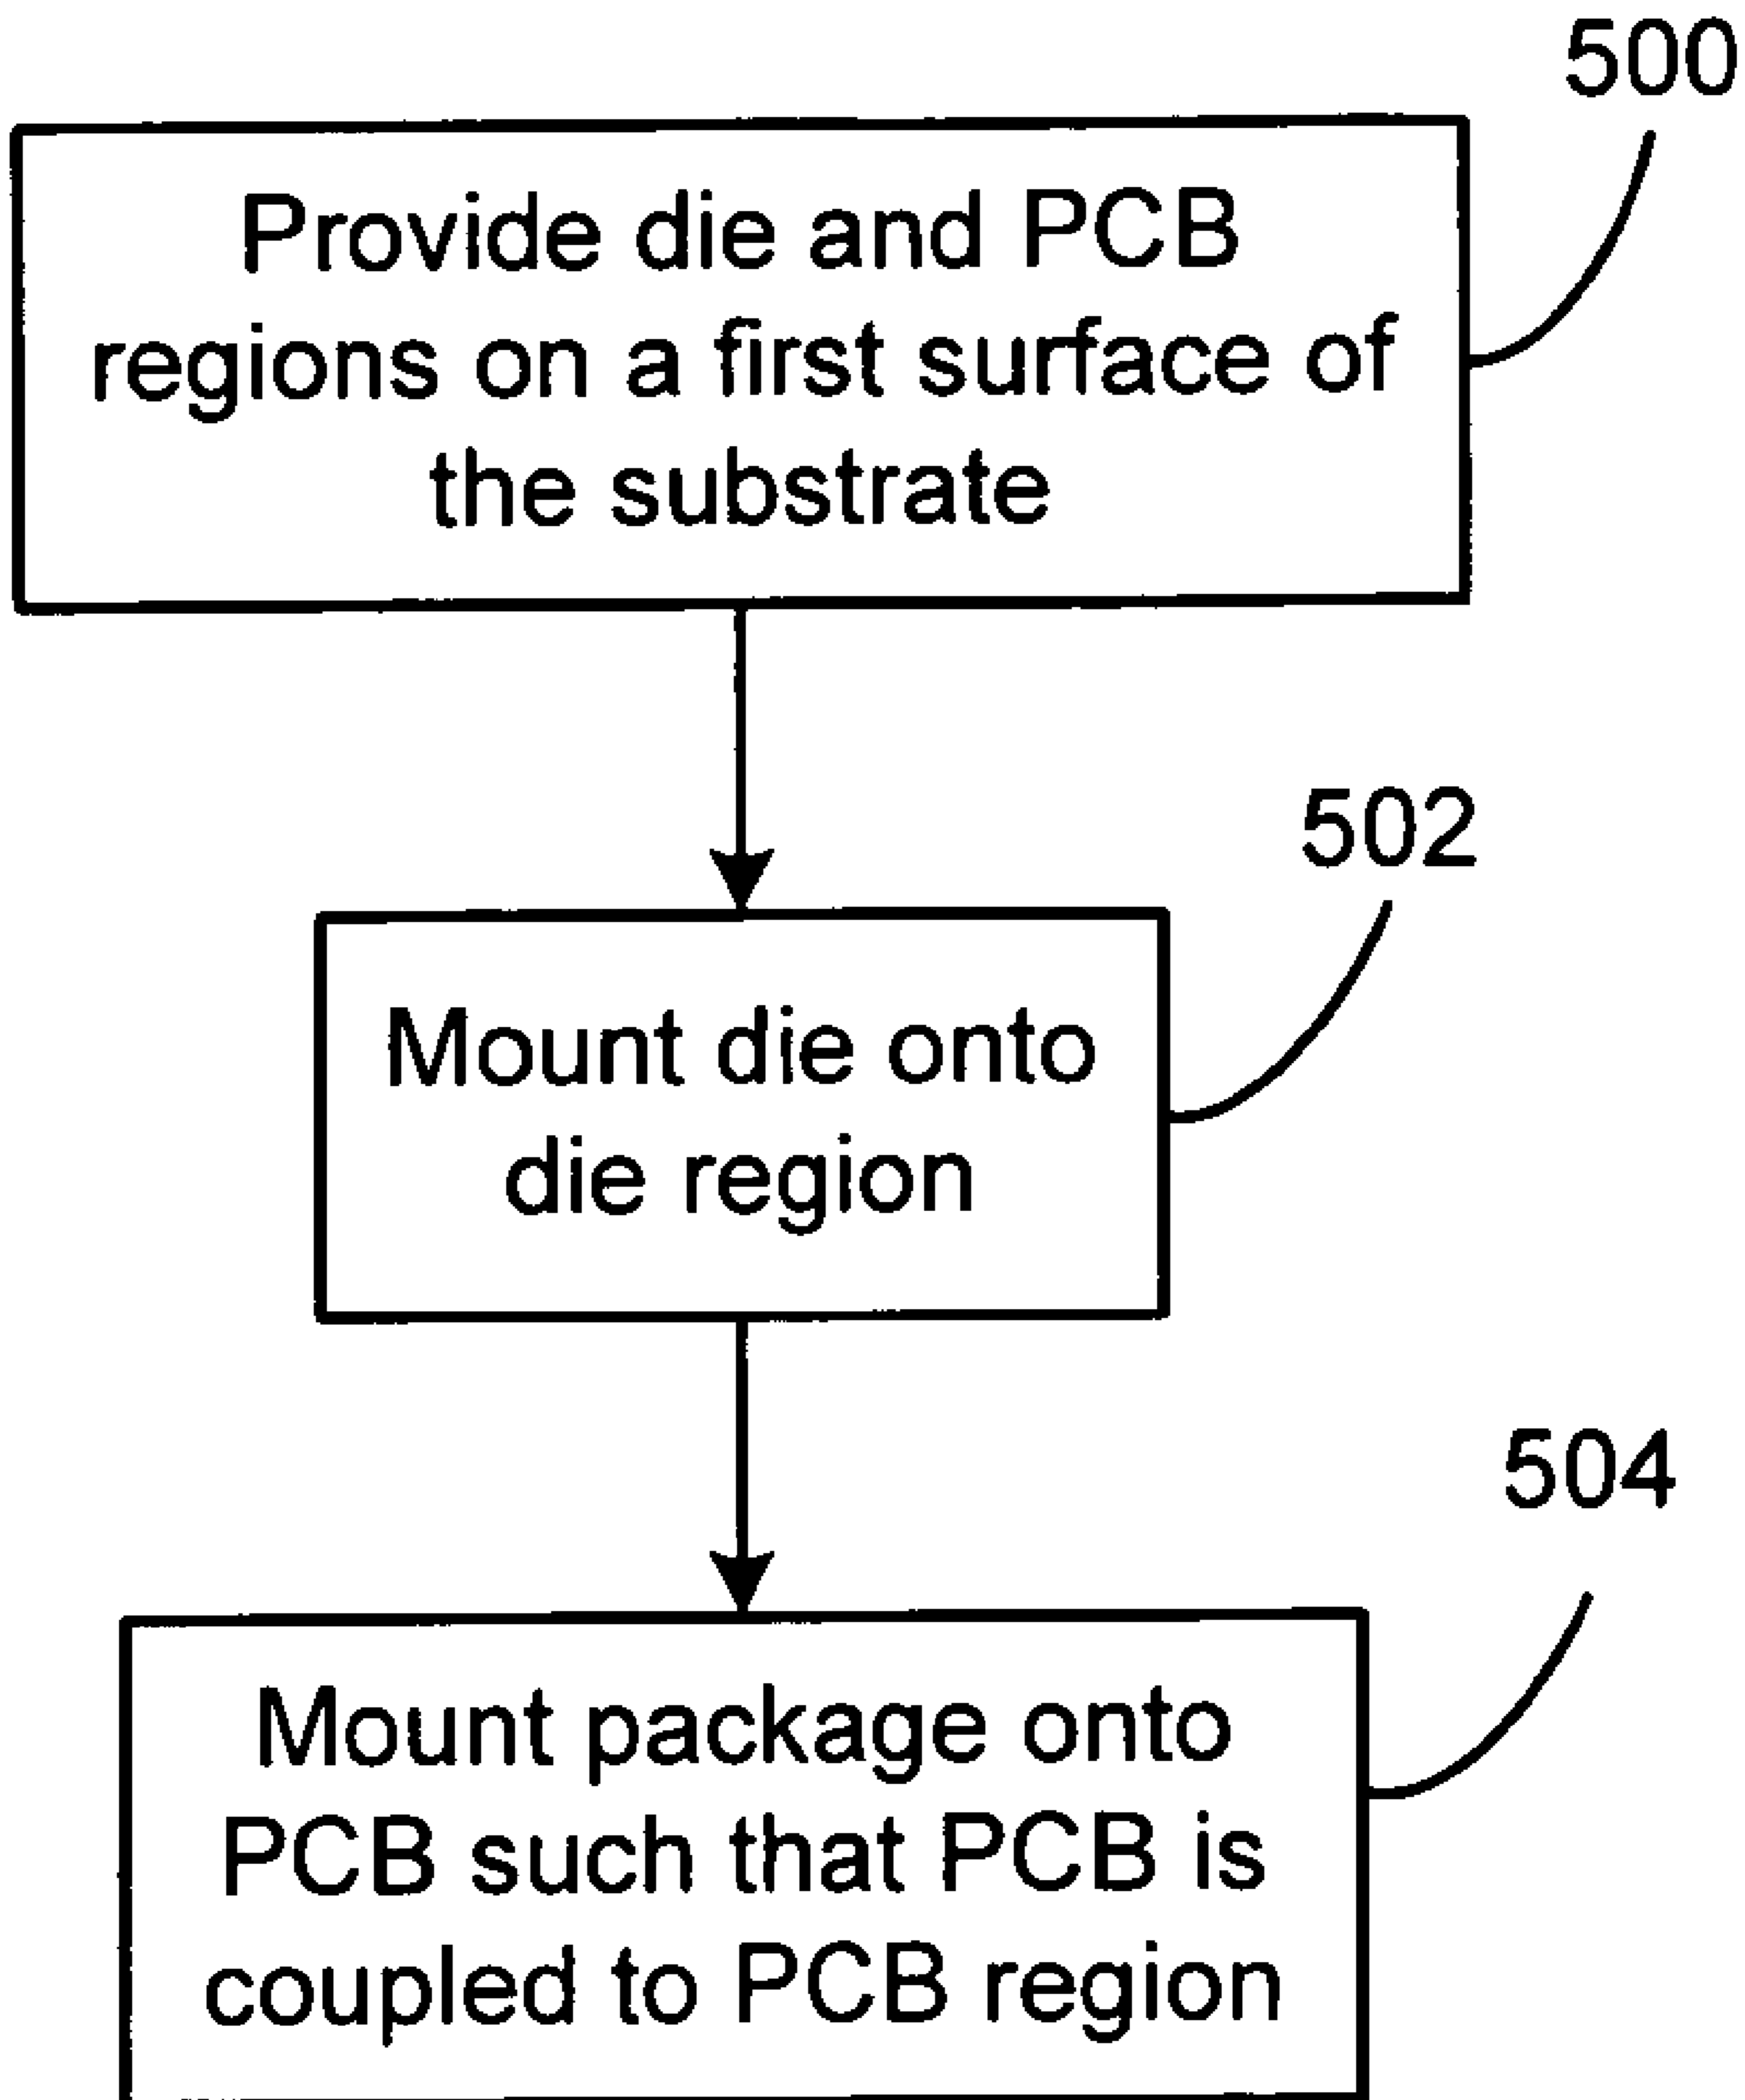 500
Provide die and PCB
regions on a first surface of
the substrate
502
Mount die onto
die region
504
Mount package onto
PCB such that PCB is
coupled to PCB region